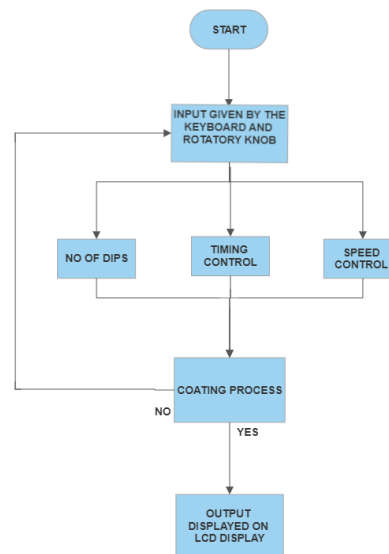 START
INPUT GIVEN BY THE
KEYBOARD AND
ROTATORY KNOB
NO OF DIPS
TIMING
CONTROL
SPEED
CONTROL
COATING PROCESS
NO
YES
OUTPUT
DISPLAYED ON
LCD DISPLAY